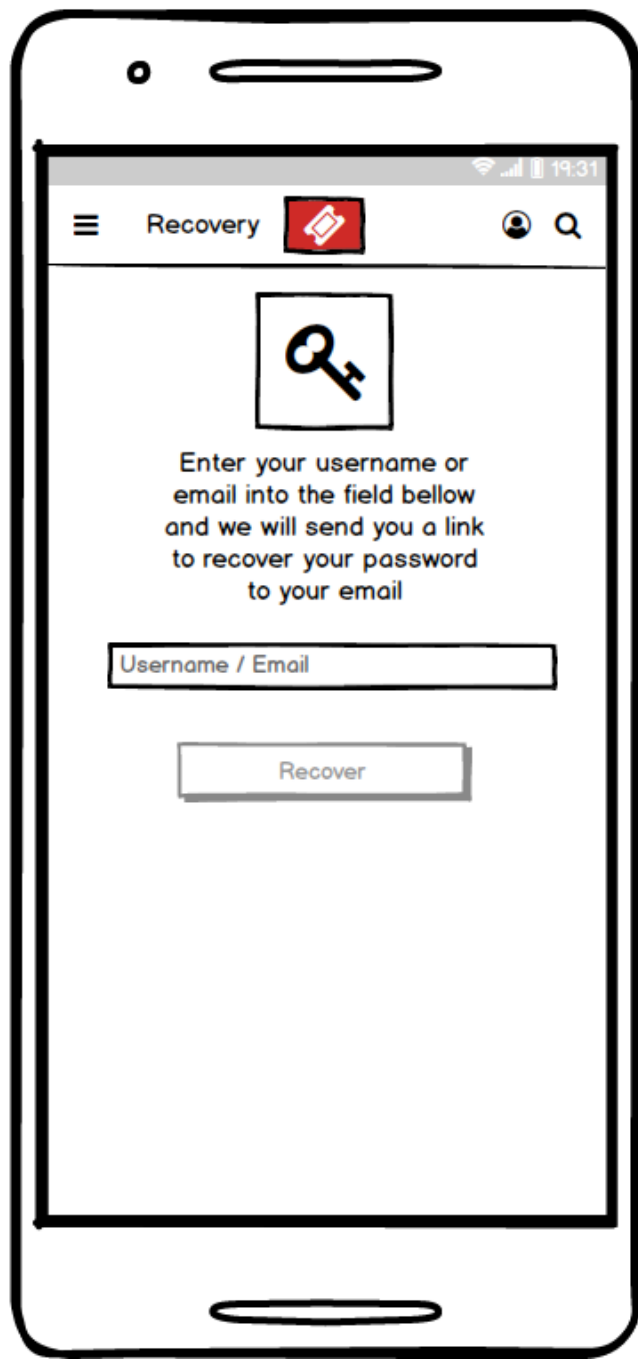 19:31
Recovery
Enter your username or
email into the field bellow
and we will send you a link
to recover your password
to your email
Username / Email
Recover